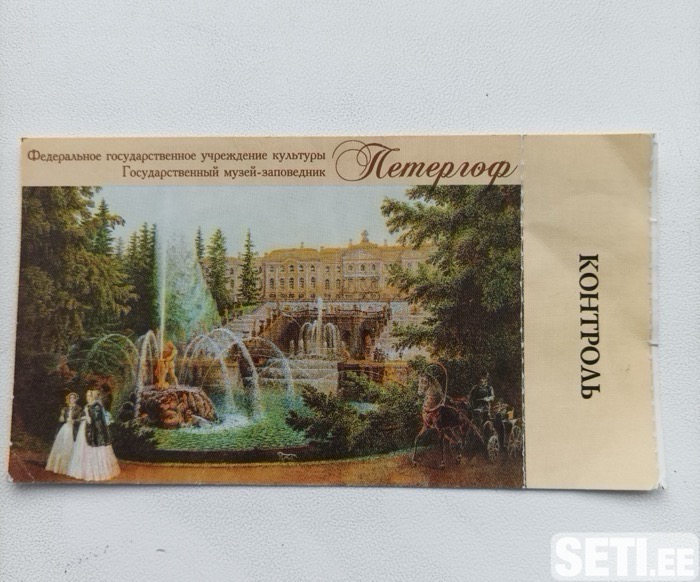 Федеральное государственное учреждение культуры
Государственный музей-заповедник
Петергоф
КОНТРОЛЬ
SETI.EE